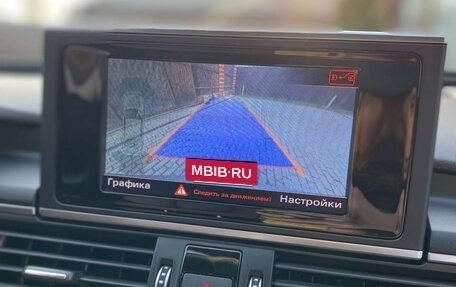 MBIB·RU
Графика
Следить за движением!
Настройки